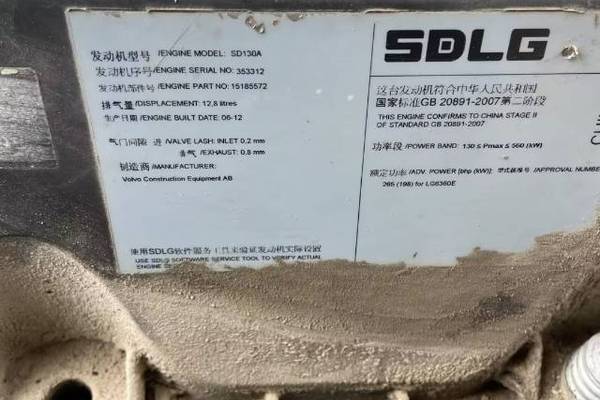 发动机型号 /ENGINE MODEL: SD130A
发动机序号/ENGINE SERIAL NO: 353312
发动机部件号/ENGINE PART NO: 15185572
排气量/DISPLACEMENT: 12,8 litres
生产日期/ENGINE BUILT DATE: 06-12
气门间隙 进 /VALVE LASH: INLET 0,2 mm
/EXHAUST: 0,8 mm
制造商 /MANUFACTURER:
Volvo Construction Equipment AB
使用SDLG软件服务工具来验证发动机实际设置
USE SDLG SOFTWARE SERVICE TOOL TO VERIFY ACTUAL
ENGINE
SDLG
这台发动机符合中华人民共和国
国家标准GB 20891-2007第二阶段
THIS ENGINE CONFIRMS TO CHINA STAGE II
OF STANDARD GB 20891-2007
功率段 /POWER BAND: 130 ≤ Pmax ≤ 560 (kW)
额定功率 /ADV. POWER [bhp (kW)]: 型式核准号 /APPROVAL NUMBE
265 (198) for LG6360E